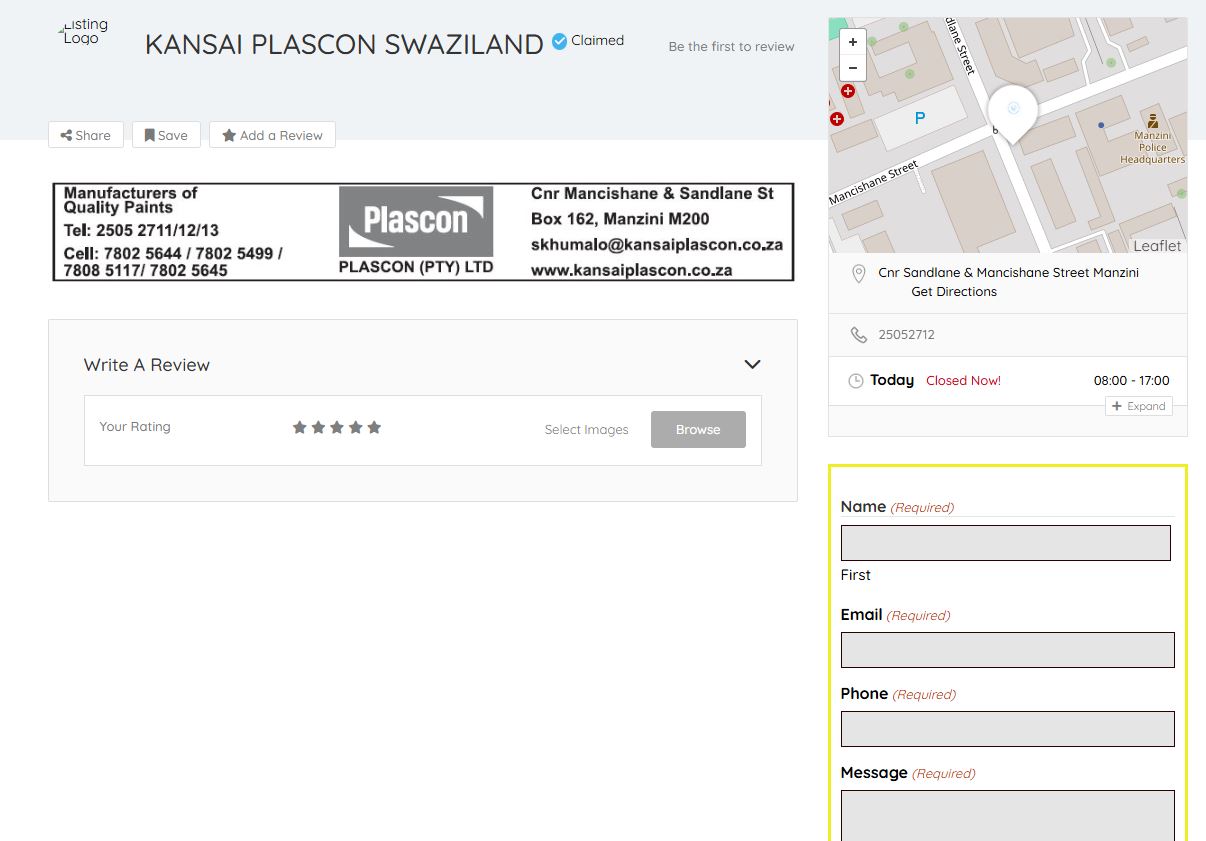 Listing
Logo
KANSAI PLASCON SWAZILAND
Claimed
Be the first to review
Share
Save
Add a Review
Manufacturers of
Quality Paints
Tel: 2505 2711/12/13
Cell: 7802 5644 / 7802 5499 /
7808 5117/ 7802 5645
Plascon
PLASCON (PTY) LTD
Cnr Mancishane & Sandlane St
Box 162, Manzini M200
skhumalo@kansaiplascon.co.za
www.kansaiplascon.co.za
Write A Review
Your Rating
Select Images
Browse
+
−
dlane Street
P
Mancishane Street
Manzini
Police
Headquarters
Leaflet
Cnr Sandlane & Mancishane Street Manzini
Get Directions
25052712
Today
Closed Now!
08:00 - 17:00
+ Expand
Name (Required)
First
Email (Required)
Phone (Required)
Message (Required)